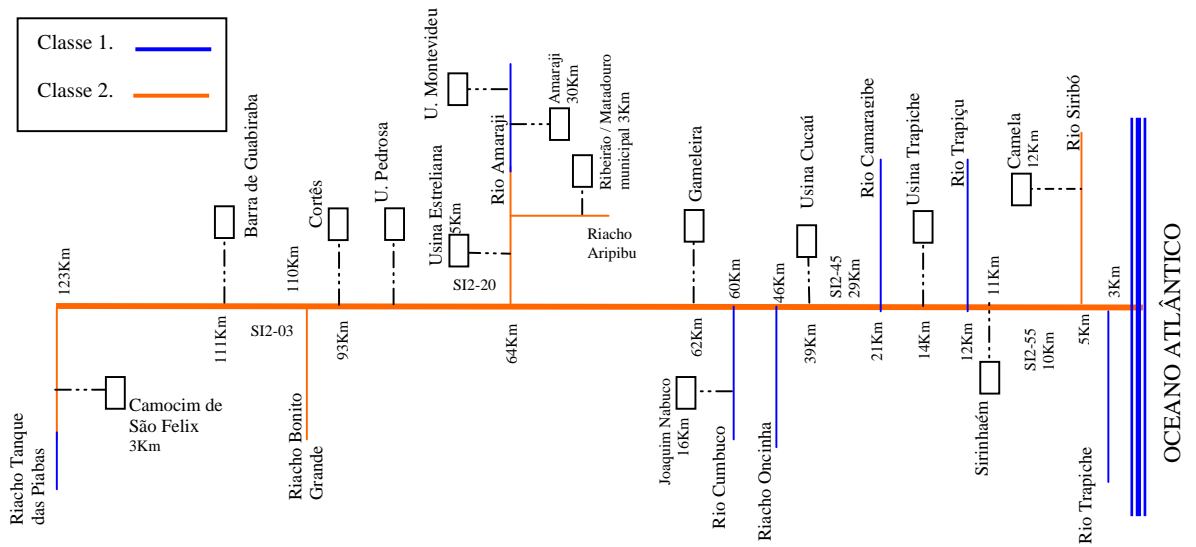 Classe 1.
Classe 2.
123Km
Riacho Tanque
das Piabas
Camocim de
São Felix
3Km
Barra de Guabiraba
111Km
SI2-03
110Km
Riacho Bonito
Grande
Cortês
93Km
U. Pedrosa
U. Montevideu
Usina Estreliana
5Km
SI2-20
Rio Amaraji
Amaraji
30Km
Ribeirão / Matadouro
municipal 3Km
Riacho
Aripibu
64Km
Gameleira
62Km
Joaquim Nabuco
16Km
60Km
Rio Cumbuco
46Km
Riacho Oncinha
Usina Cucaú
39Km
SI2-45
29Km
Rio Camaragibe
21Km
Usina Trapiche
14Km
Rio Trapiçu
12Km
11Km
Sirinhaém
SI2-55
10Km
Camela
12Km
Rio Siribó
5Km
3Km
Rio Trapiche
OCEANO ATLÂNTICO